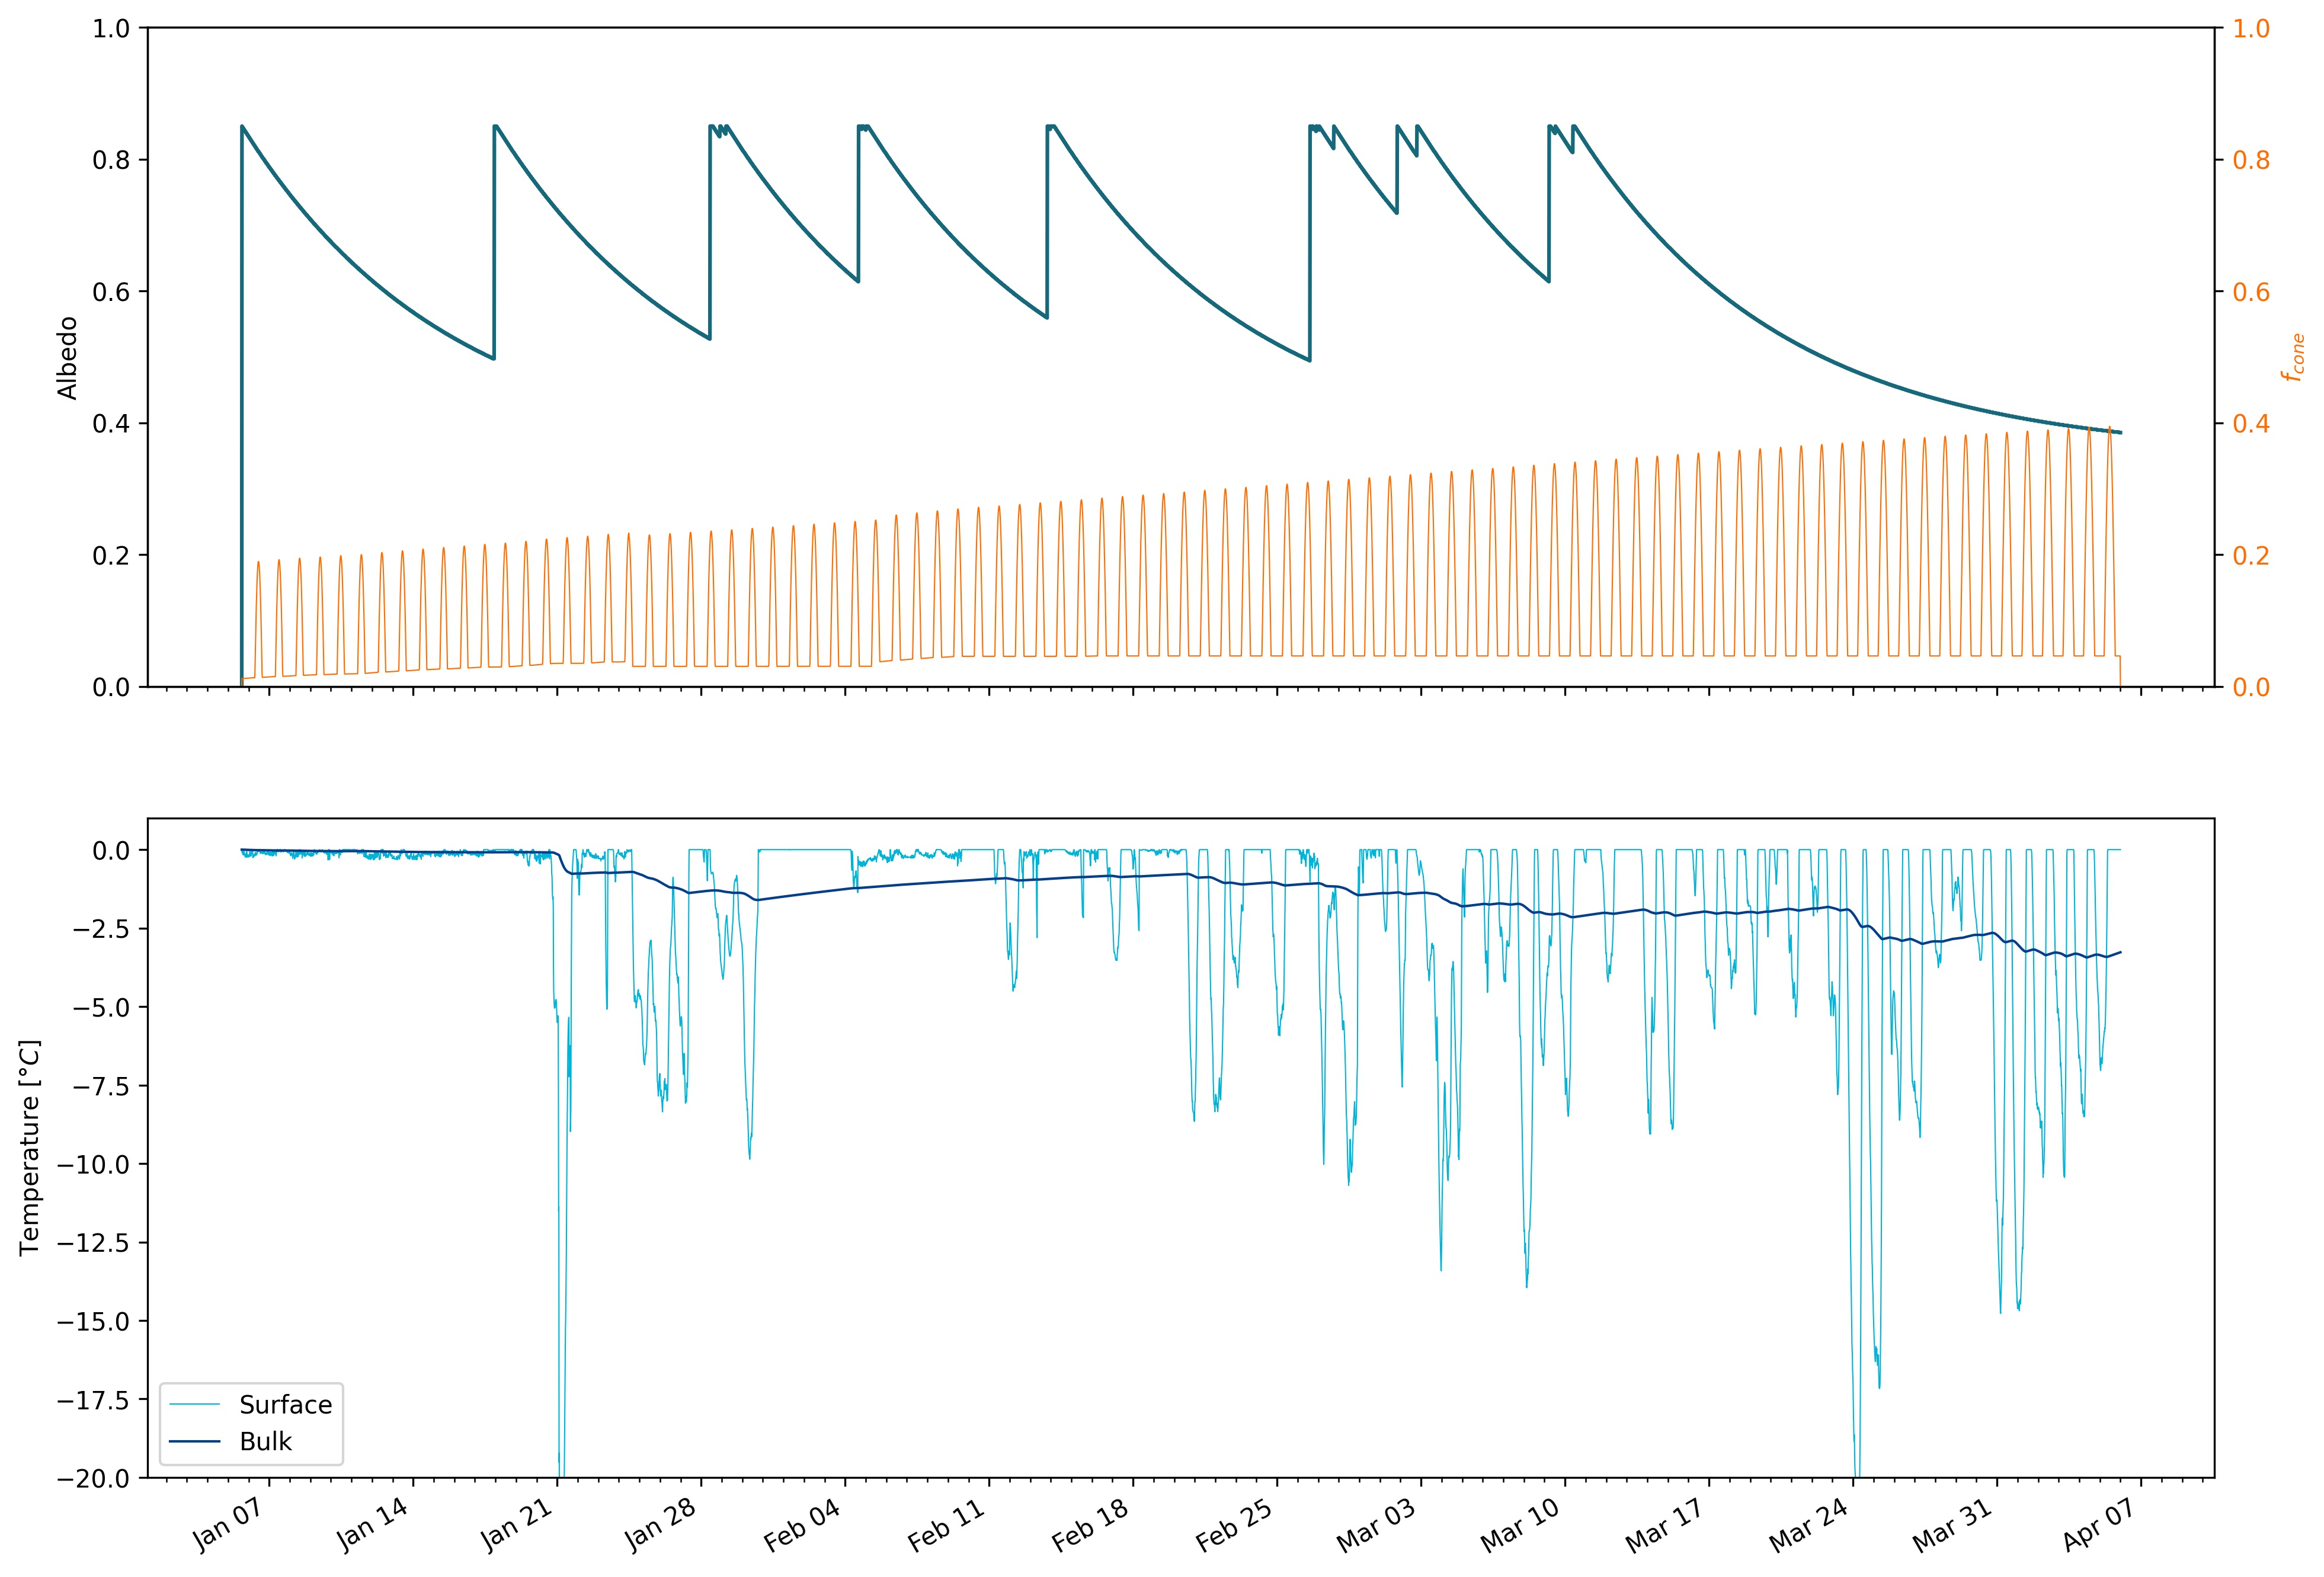 1.0
0.8
0.6
0.4
0.2
0.0
Albedo
1.0
0.8
0.6
0.4
0.2
0.0
f_cone
0.0
−2.5
−5.0
−7.5
−10.0
−12.5
−15.0
−17.5
−20.0
Temperature [°C]
Surface
Bulk
Jan 07
Jan 14
Jan 21
Jan 28
Feb 04
Feb 11
Feb 18
Feb 25
Mar 03
Mar 10
Mar 17
Mar 24
Mar 31
Apr 07